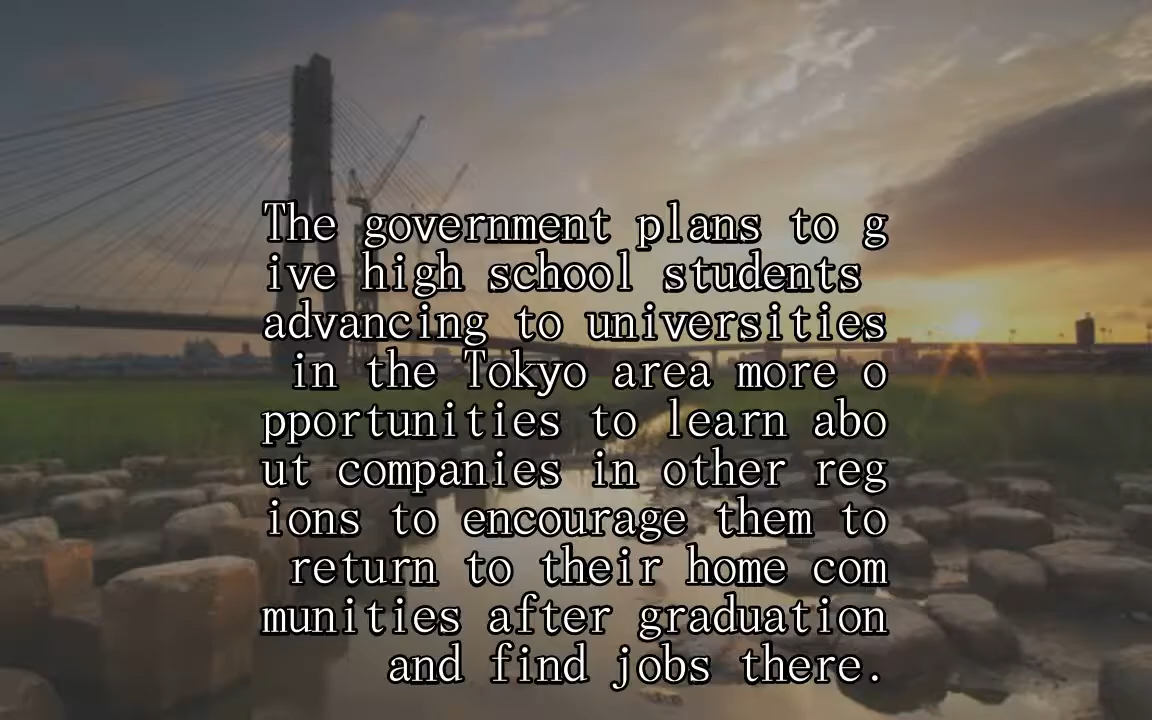 The government plans to g
ive high school students
advancing to universities
in the Tokyo area more o
pportunities to learn abo
ut companies in other reg
ions to encourage them to
return to their home com
munities after graduation
and find jobs there.